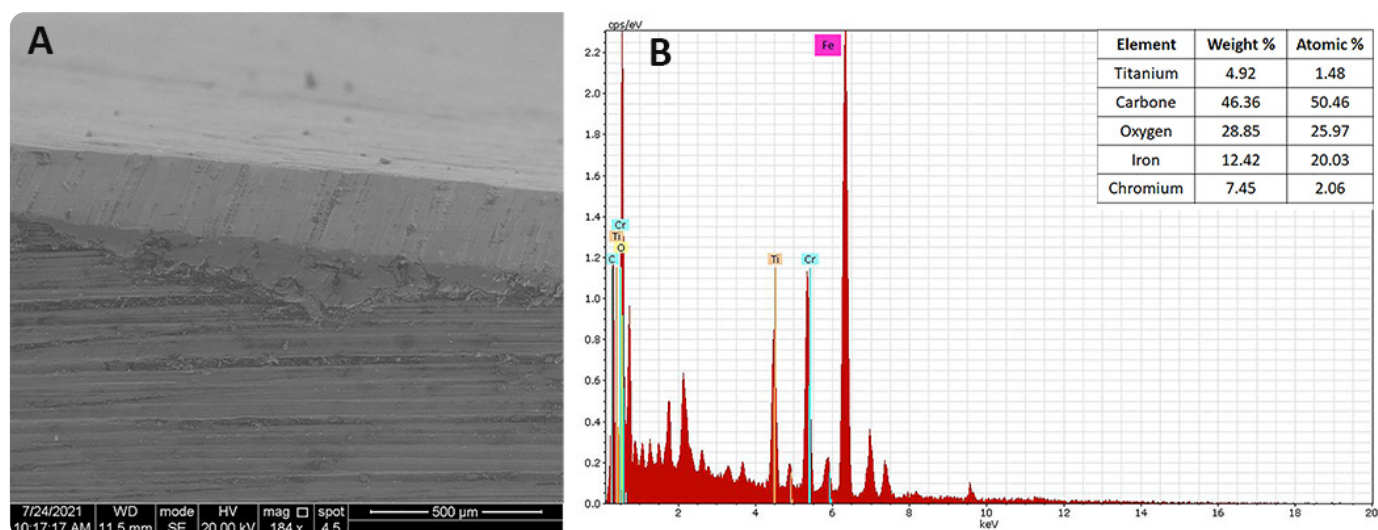 A
7/24/2021 WD mode HV mag spot
10:17:17 AM 11.5 mm SE 20.00 kV 184 x 4.5
500 µm
cps/eV
B
Fe
2.2
2.0
1.8
1.6
1.4
1.2
1.0
0.8
0.6
0.4
0.2
0.0
Cr
Ti
O
C
Ti
Cr
2 4 6 8 10 12 14 16 18 20
keV
Element Weight % Atomic %
Titanium 4.92 1.48
Carbone 46.36 50.46
Oxygen 28.85 25.97
Iron 12.42 20.03
Chromium 7.45 2.06